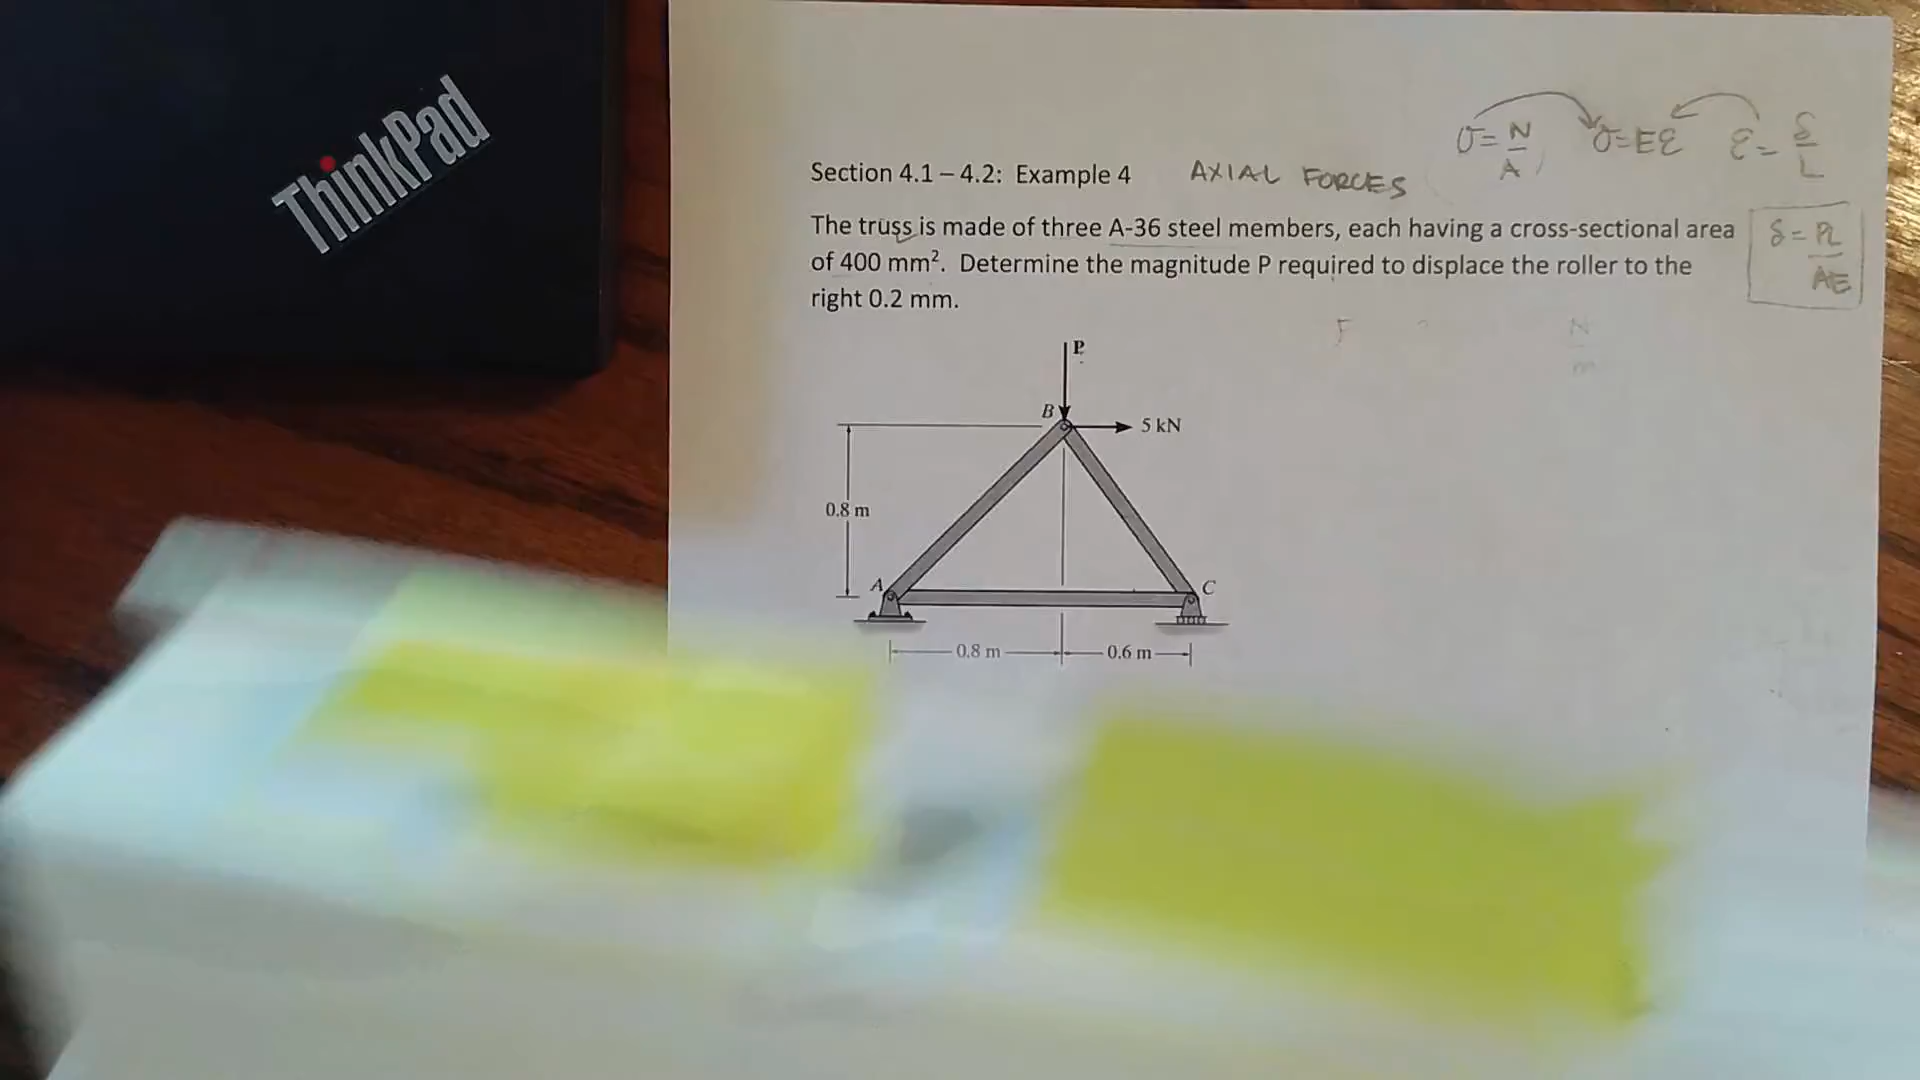 ThinkPad
σ = N/A σ = Eε ε = δ/L
Section 4.1 – 4.2: Example 4 AXIAL FORCES
The truss is made of three A-36 steel members, each having a cross-sectional area
of 400 mm². Determine the magnitude P required to displace the roller to the
right 0.2 mm.
δ = PL/AE
P
B
5 kN
0.8 m
A
C
0.8 m
0.6 m